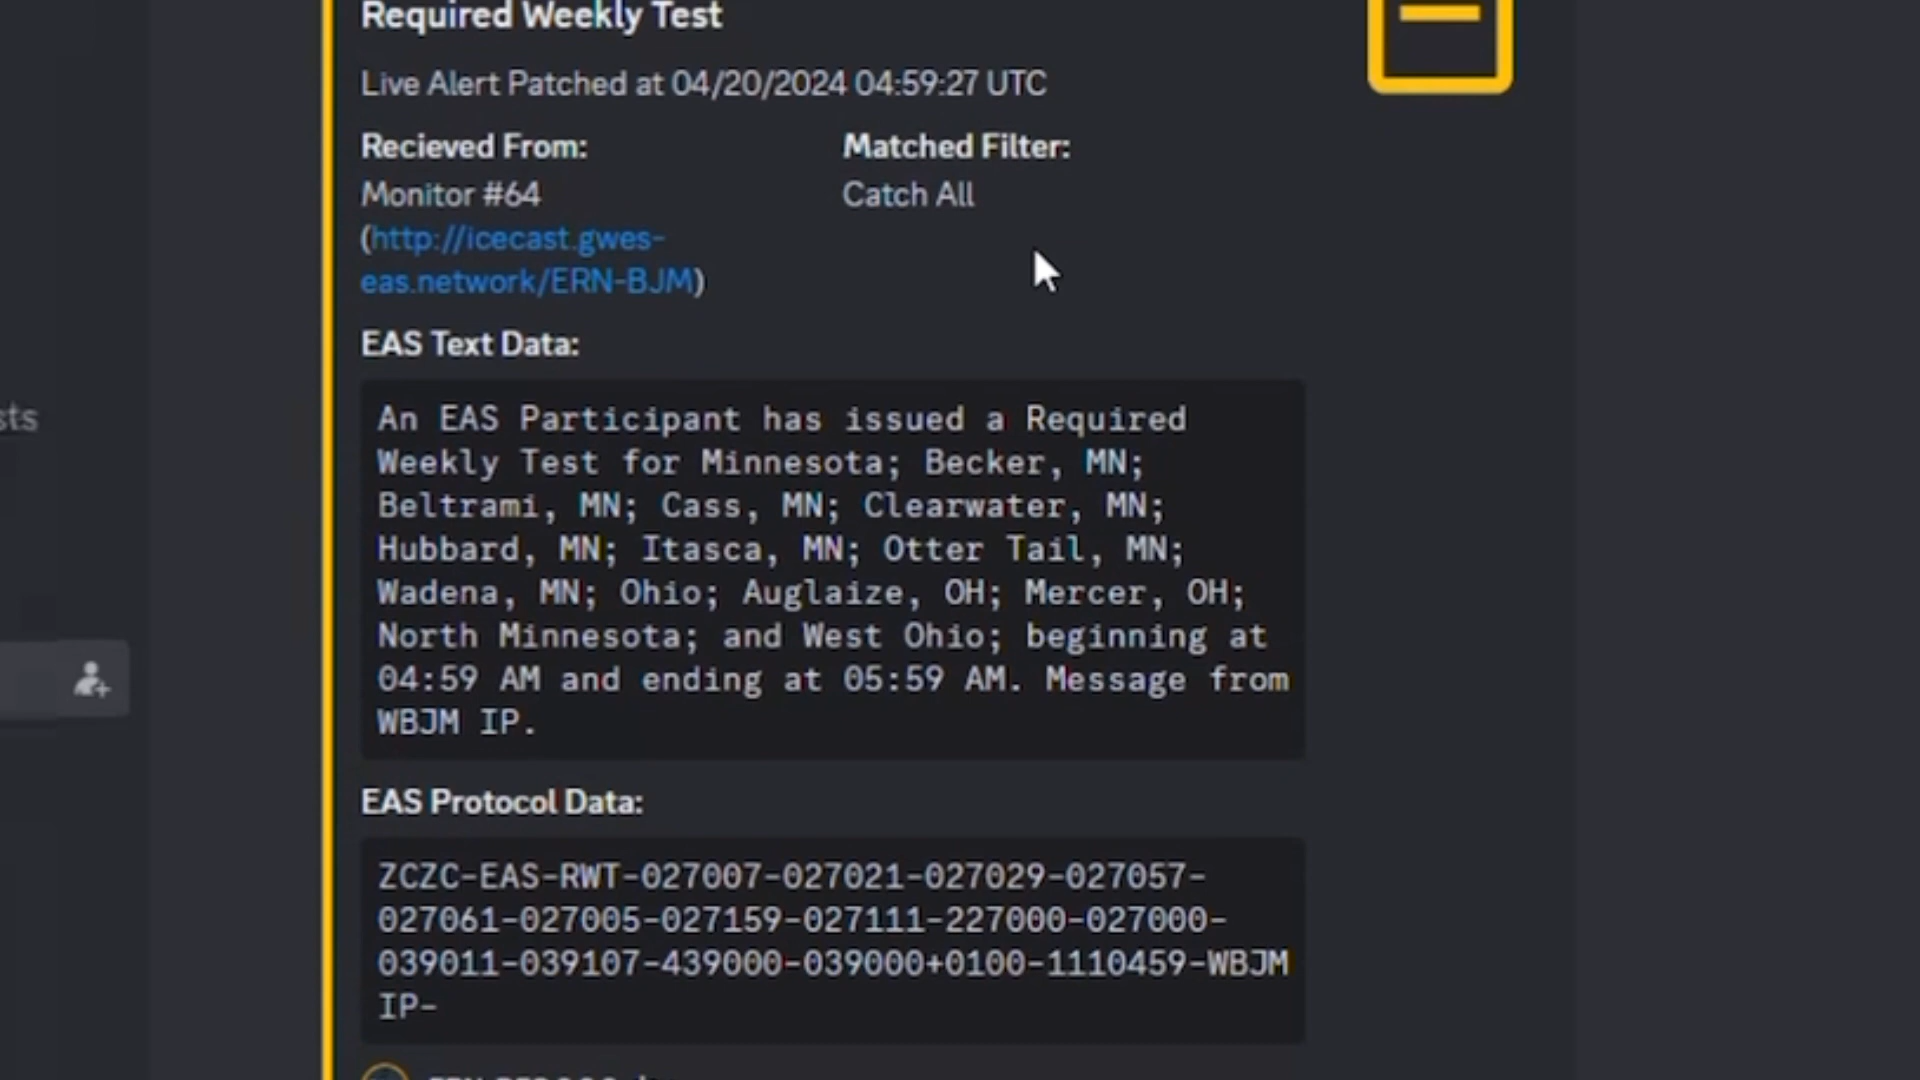 Required Weekly Test
Live Alert Patched at 04/20/2024 04:59:27 UTC
Recieved From:
Matched Filter:
Monitor #64
Catch All
(http://icecast.gwes-
eas.network/ERN-BJM)
EAS Text Data:
sts
An EAS Participant has issued a Required
Weekly Test for Minnesota; Becker, MN;
Beltrami, MN; Cass, MN; Clearwater, MN;
Hubbard, MN; Itasca, MN; Otter Tail, MN;
Wadena, MN; Ohio; Auglaize, OH; Mercer, OH;
North Minnesota; and West Ohio; beginning at
04:59 AM and ending at 05:59 AM. Message from
WBJM IP.
EAS Protocol Data:
ZCZC-EAS-RWT-027007-027021-027029-027057-
027061-027005-027159-027111-227000-027000-
039011-039107-439000-039000+0100-1110459-WBJM
IP-